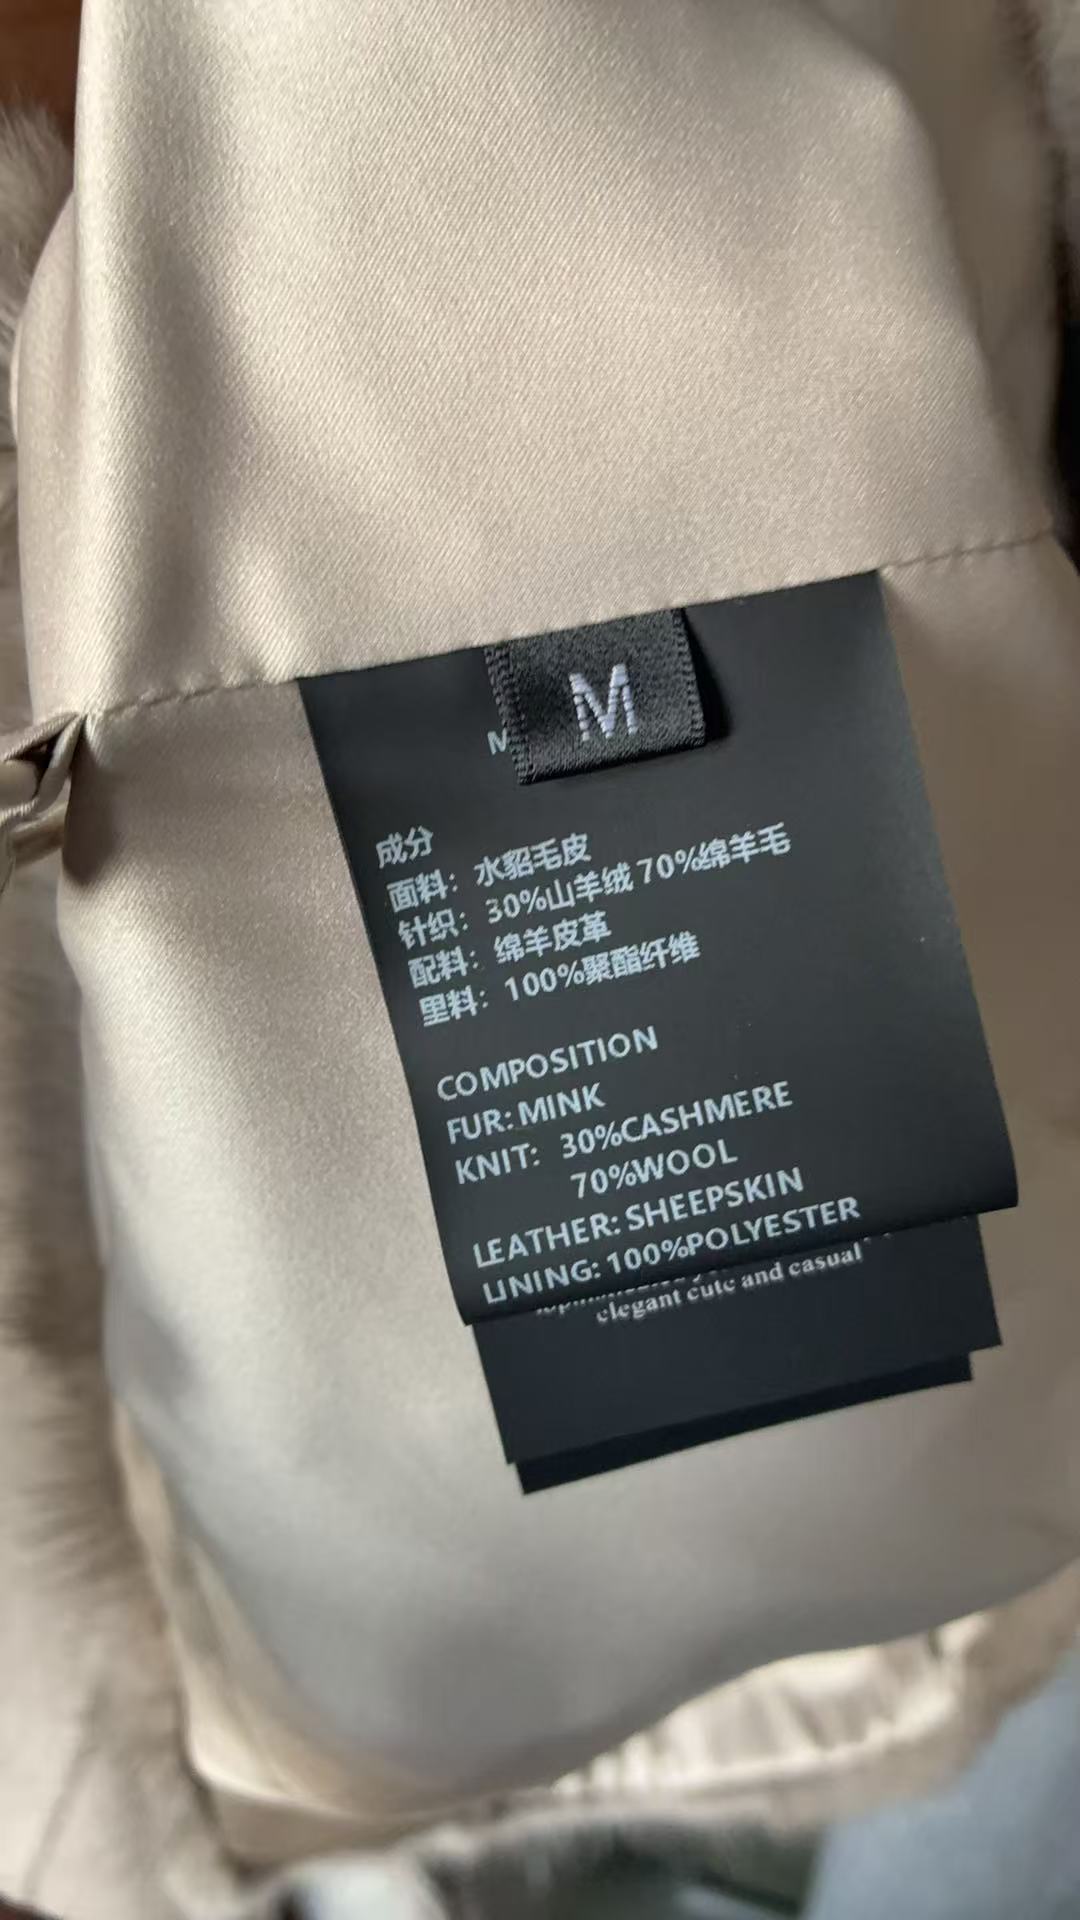 M
M
成分
面料：水貂毛皮
针织：30%山羊绒 70%绵羊毛
配料：绵羊皮革
里料：100%聚酯纤维
COMPOSITION
FUR: MINK
KNIT: 30%CASHMERE
70%WOOL
LEATHER: SHEEPSKIN
LINING: 100%POLYESTER
elegant cute and casual